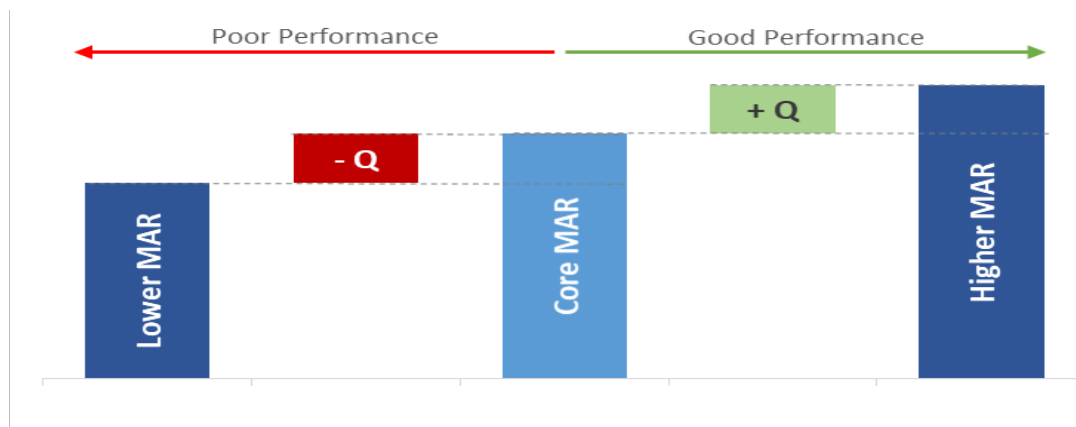 Poor Performance
Good Performance
+ Q
- Q
Lower MAR
Core MAR
Higher MAR